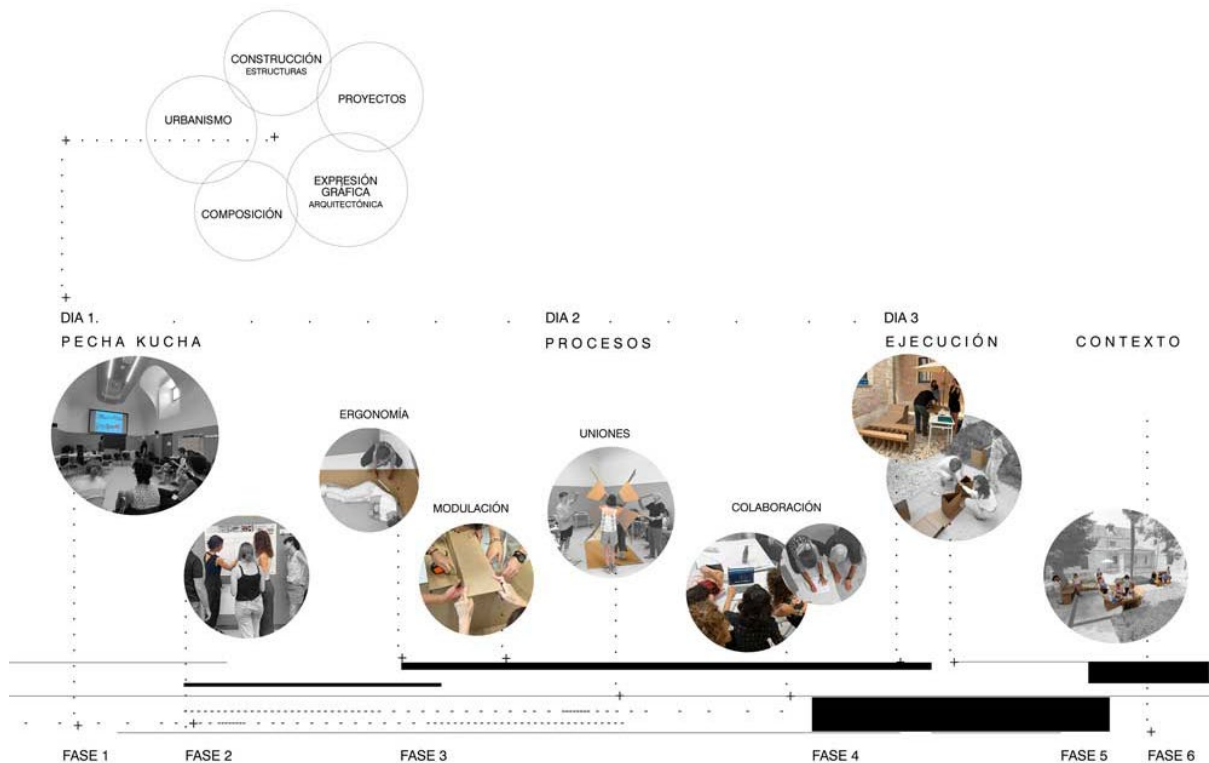 CONSTRUCCIÓN
ESTRUCTURAS
PROYECTOS
URBANISMO
EXPRESIÓN
GRÁFICA
ARQUITECTÓNICA
COMPOSICIÓN
DIA 1.
DIA 2
DIA 3
PECHA KUCHA
PROCESOS
EJECUCIÓN
CONTEXTO
ERGONOMÍA
UNIONES
MODULACIÓN
COLABORACIÓN
FASE 1
FASE 2
FASE 3
FASE 4
FASE 5
FASE 6